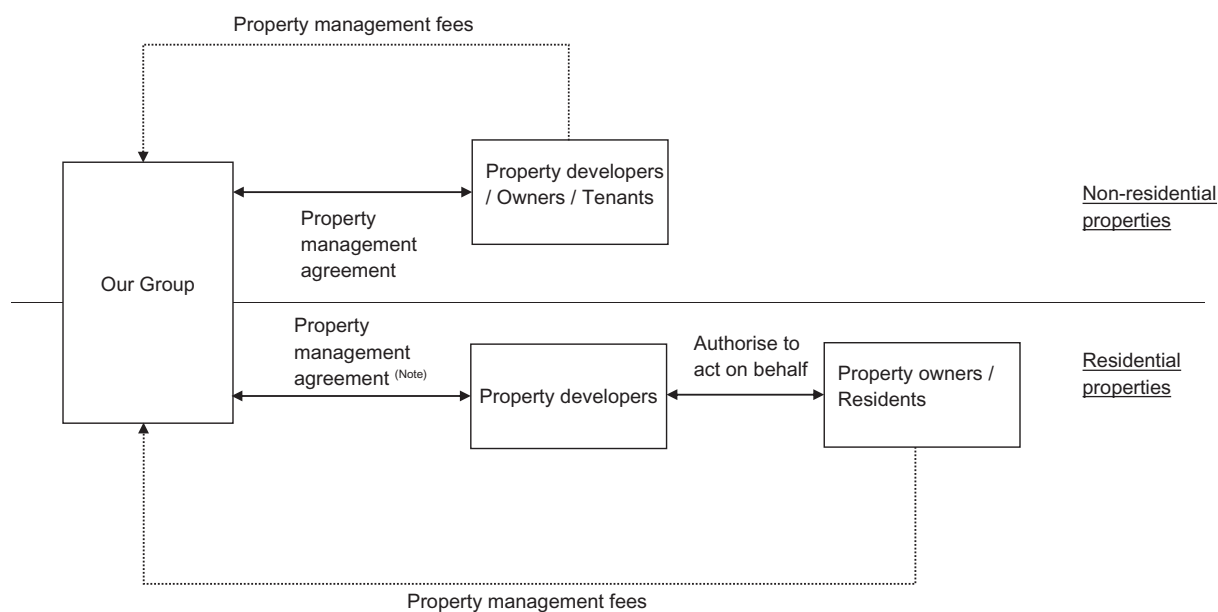 Property management fees
Property developers
/ Owners / Tenants
Non-residential
properties
Property
management
agreement
Our Group
Property
management
agreement (Note)
Property developers
Authorise to
act on behalf
Property owners /
Residents
Residential
properties
Property management fees